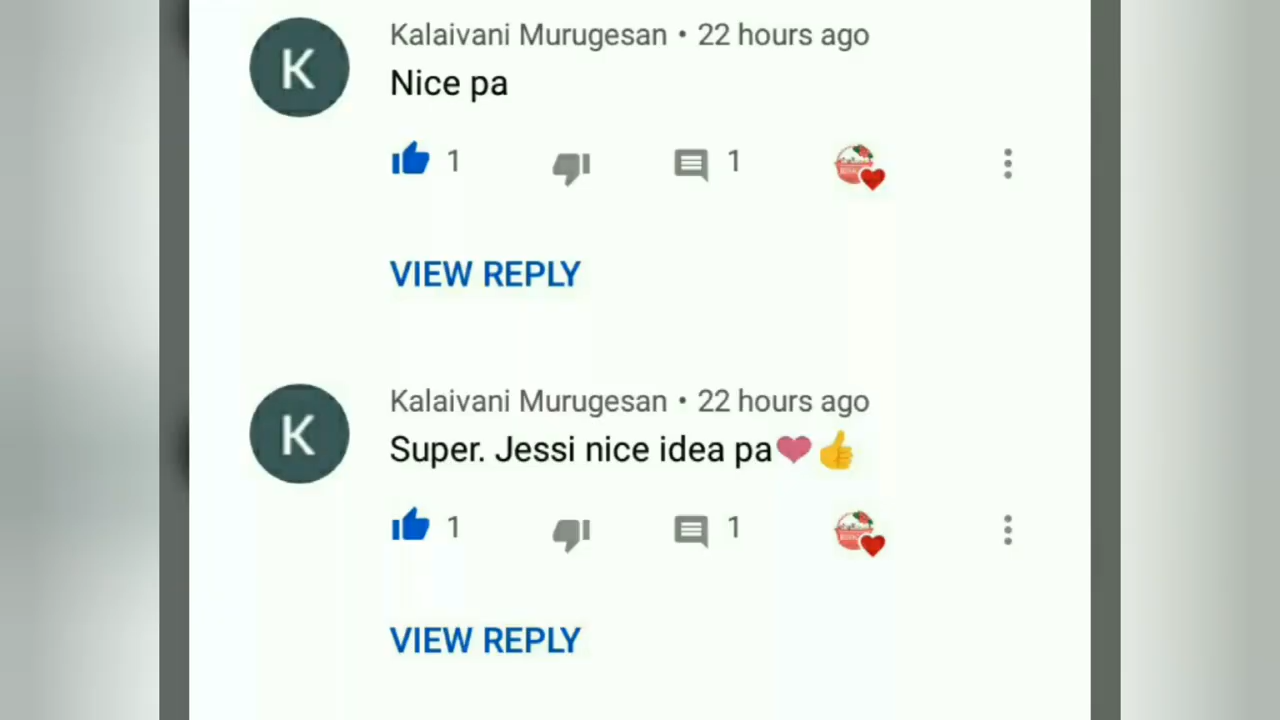 K
Kalaivani Murugesan • 22 hours ago
Nice pa
1 1
VIEW REPLY
K
Kalaivani Murugesan • 22 hours ago
Super. Jessi nice idea pa❤👍
1 1
VIEW REPLY